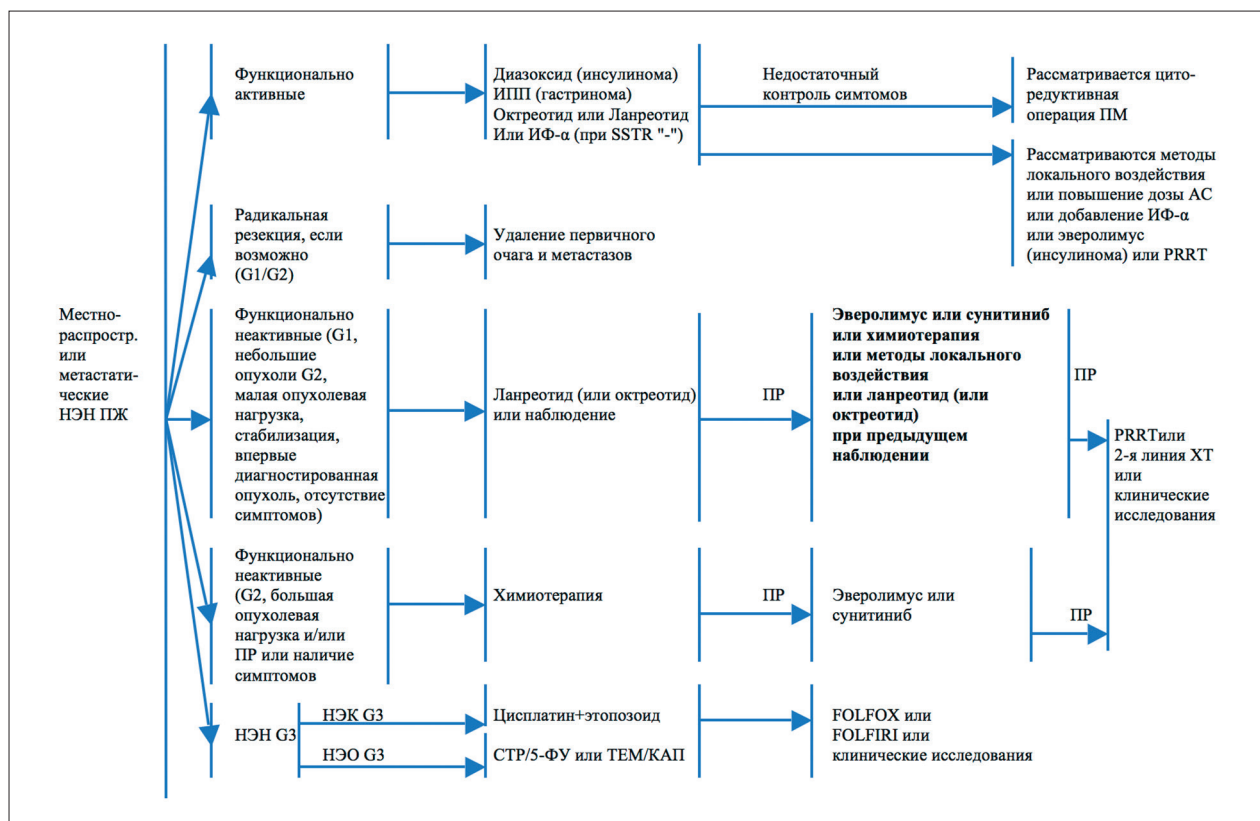 Местно-
распростр.
или
метастати-
ческие
НЭН ПЖ
Функционально
активные
Диазоксид (инсулинома)
ИПП (гастринома)
Октреотид или Ланреотид
Или ИФ-α (при SSTR "-")
Недостаточный
контроль симтомов
Рассматривается цито-
редуктивная
операция ПМ
Рассматриваются методы
локального воздействия
или повышение дозы АС
или добавление ИФ-α
или эверолимус
(инсулинома) или PRRT
Радикальная
резекция, если
возможно
(G1/G2)
Удаление первичного
очага и метастазов
Функционально
неактивные (G1,
небольшие
опухоли G2,
малая опухолевая
нагрузка,
стабилизация,
впервые
диагностированная
опухоль, отсутствие
симптомов)
Ланреотид (или октреотид)
или наблюдение
ПР
Эверолимус или сунитиниб
или химиотерапия
или методы локального
воздействия
или ланреотид (или
октреотид)
при предыдущем
наблюдении
ПР
PRRTили
2-я линия ХТ
или
клинические
исследования
Функционально
неактивные
(G2, большая
опухолевая
нагрузка и/или
ПР или наличие
симптомов
Химиотерапия
ПР
Эверолимус или
сунитиниб
ПР
НЭН G3
НЭК G3
Цисплатин+этопозоид
НЭО G3
СТР/5-ФУ или ТЕМ/КАП
FOLFOX или
FOLFIRI или
клинические исследования